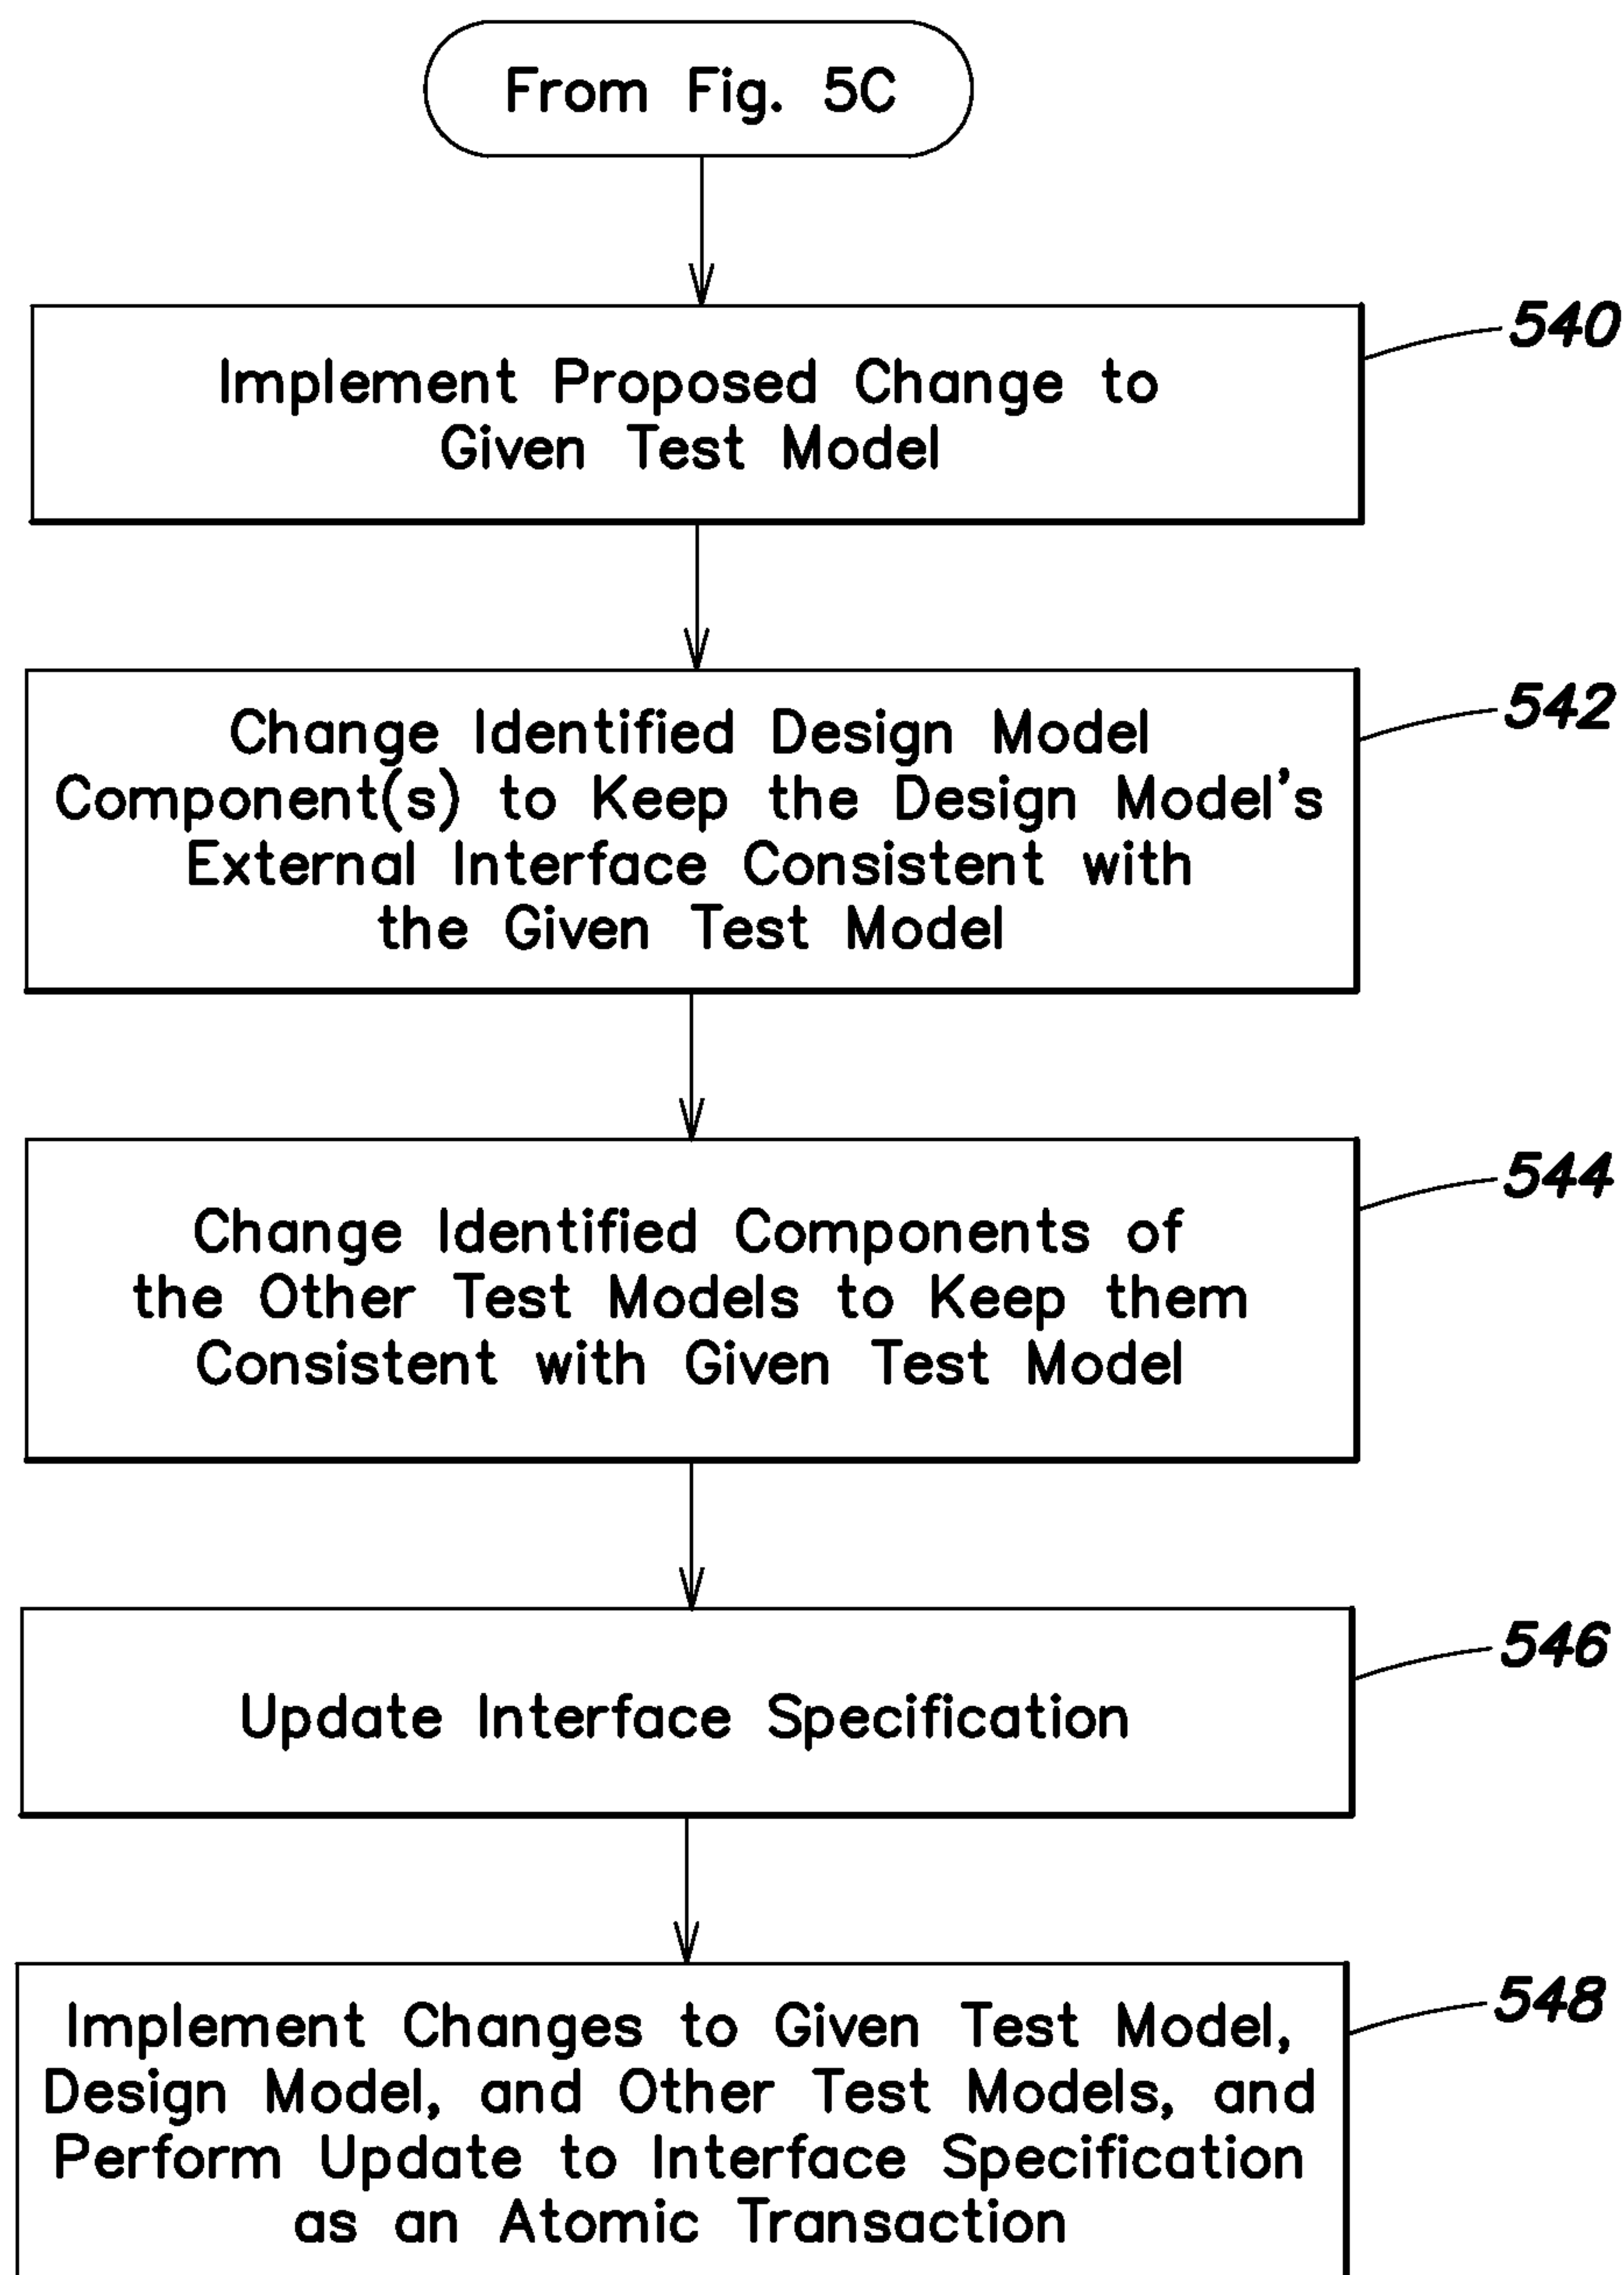 From Fig. 5C
540
Implement Proposed Change to
Given Test Model
542
Change Identified Design Model
Component(s) to Keep the Design Model's
External Interface Consistent with
the Given Test Model
544
Change Identified Components of
the Other Test Models to Keep them
Consistent with Given Test Model
546
Update Interface Specification
548
Implement Changes to Given Test Model,
Design Model, and Other Test Models, and
Perform Update to Interface Specification
as an Atomic Transaction